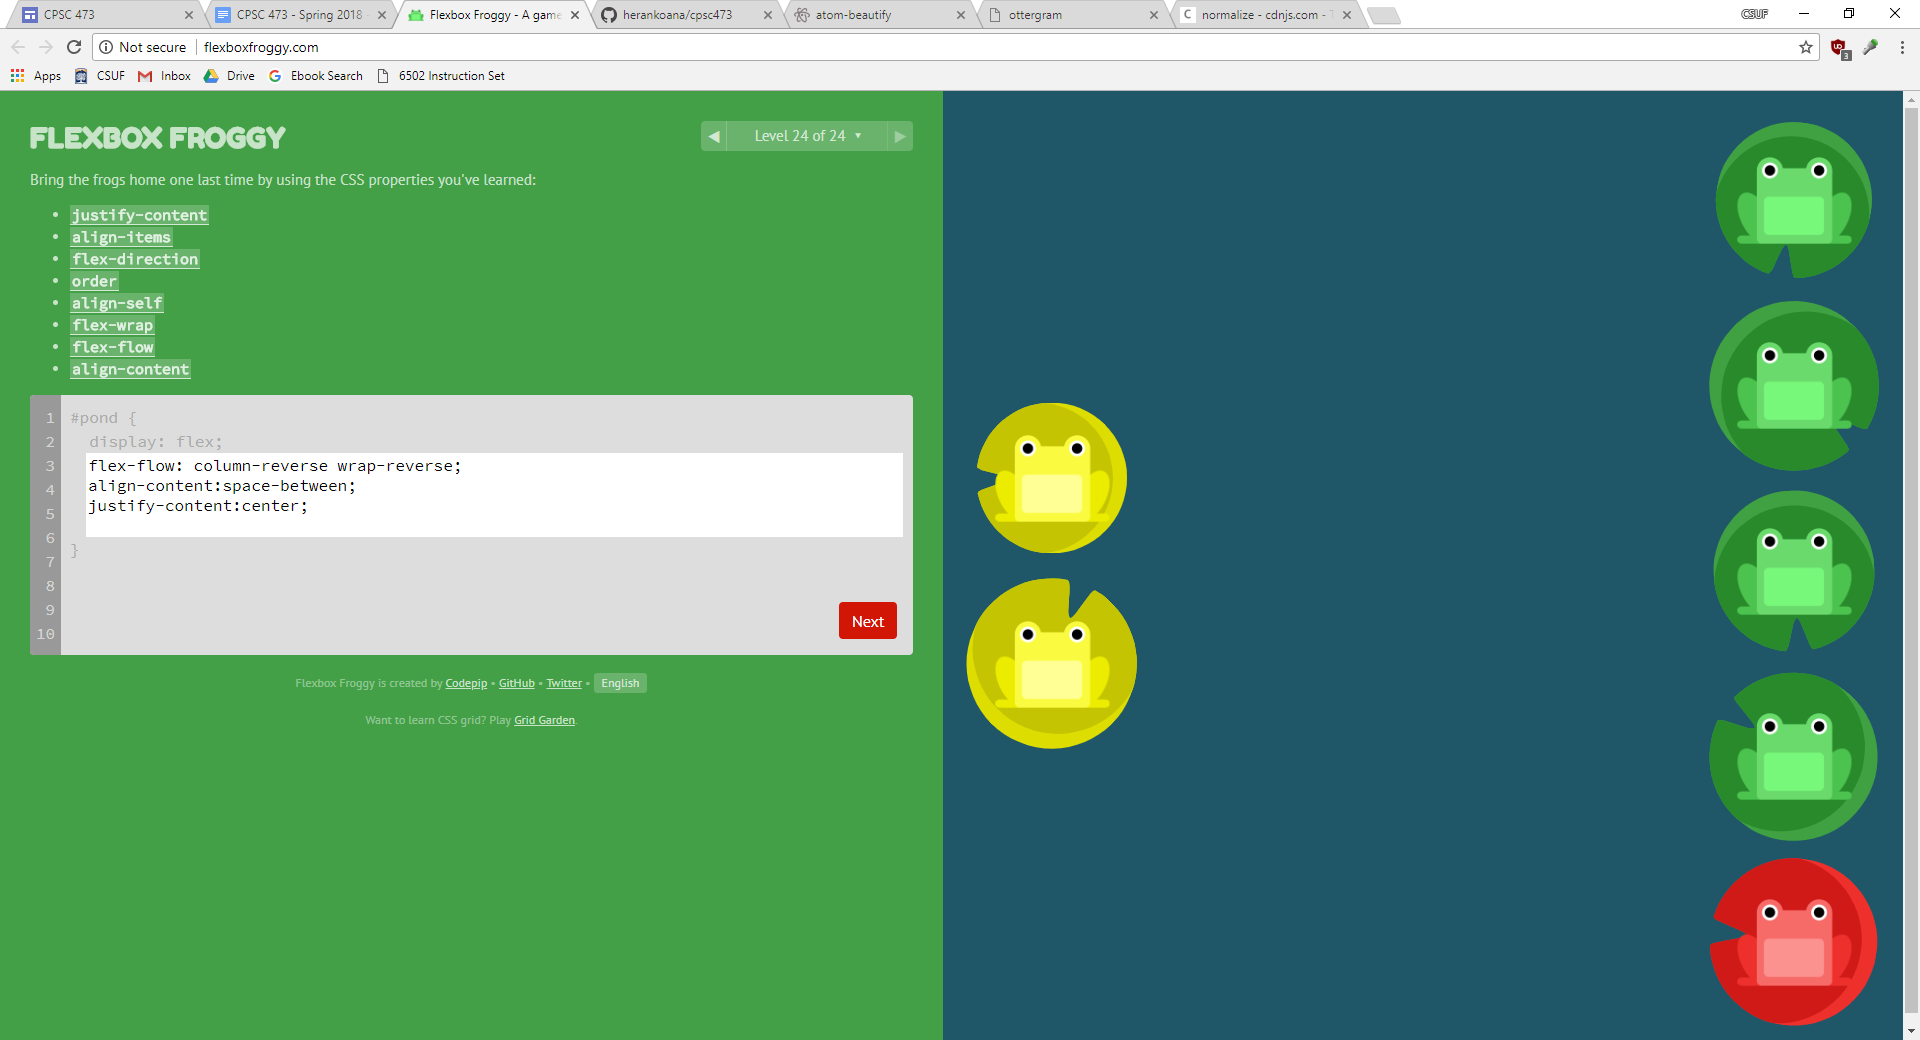 CPSC 473
CPSC 473 - Spring 2018 -
Flexbox Froggy - A game
herankoana/cpsc473
atom-beautify
ottergram
normalize - cdnjs.com -
CSUF
Not secure
flexboxfroggy.com
3
Apps
CSUF
Inbox
Drive
Ebook Search
6502 Instruction Set
FLEXBOX FROGGY
Level 24 of 24
Bring the frogs home one last time by using the CSS properties you've learned:
• justify-content
• align-items
• flex-direction
• order
• align-self
• flex-wrap
• flex-flow
• align-content
1 #pond {
2 display: flex;
3 flex-flow: column-reverse wrap-reverse;
4 align-content:space-between;
5 justify-content:center;
6
7 }
8
9
10
Next
Flexbox Froggy is created by Codepip • GitHub • Twitter • English
Want to learn CSS grid? Play Grid Garden.